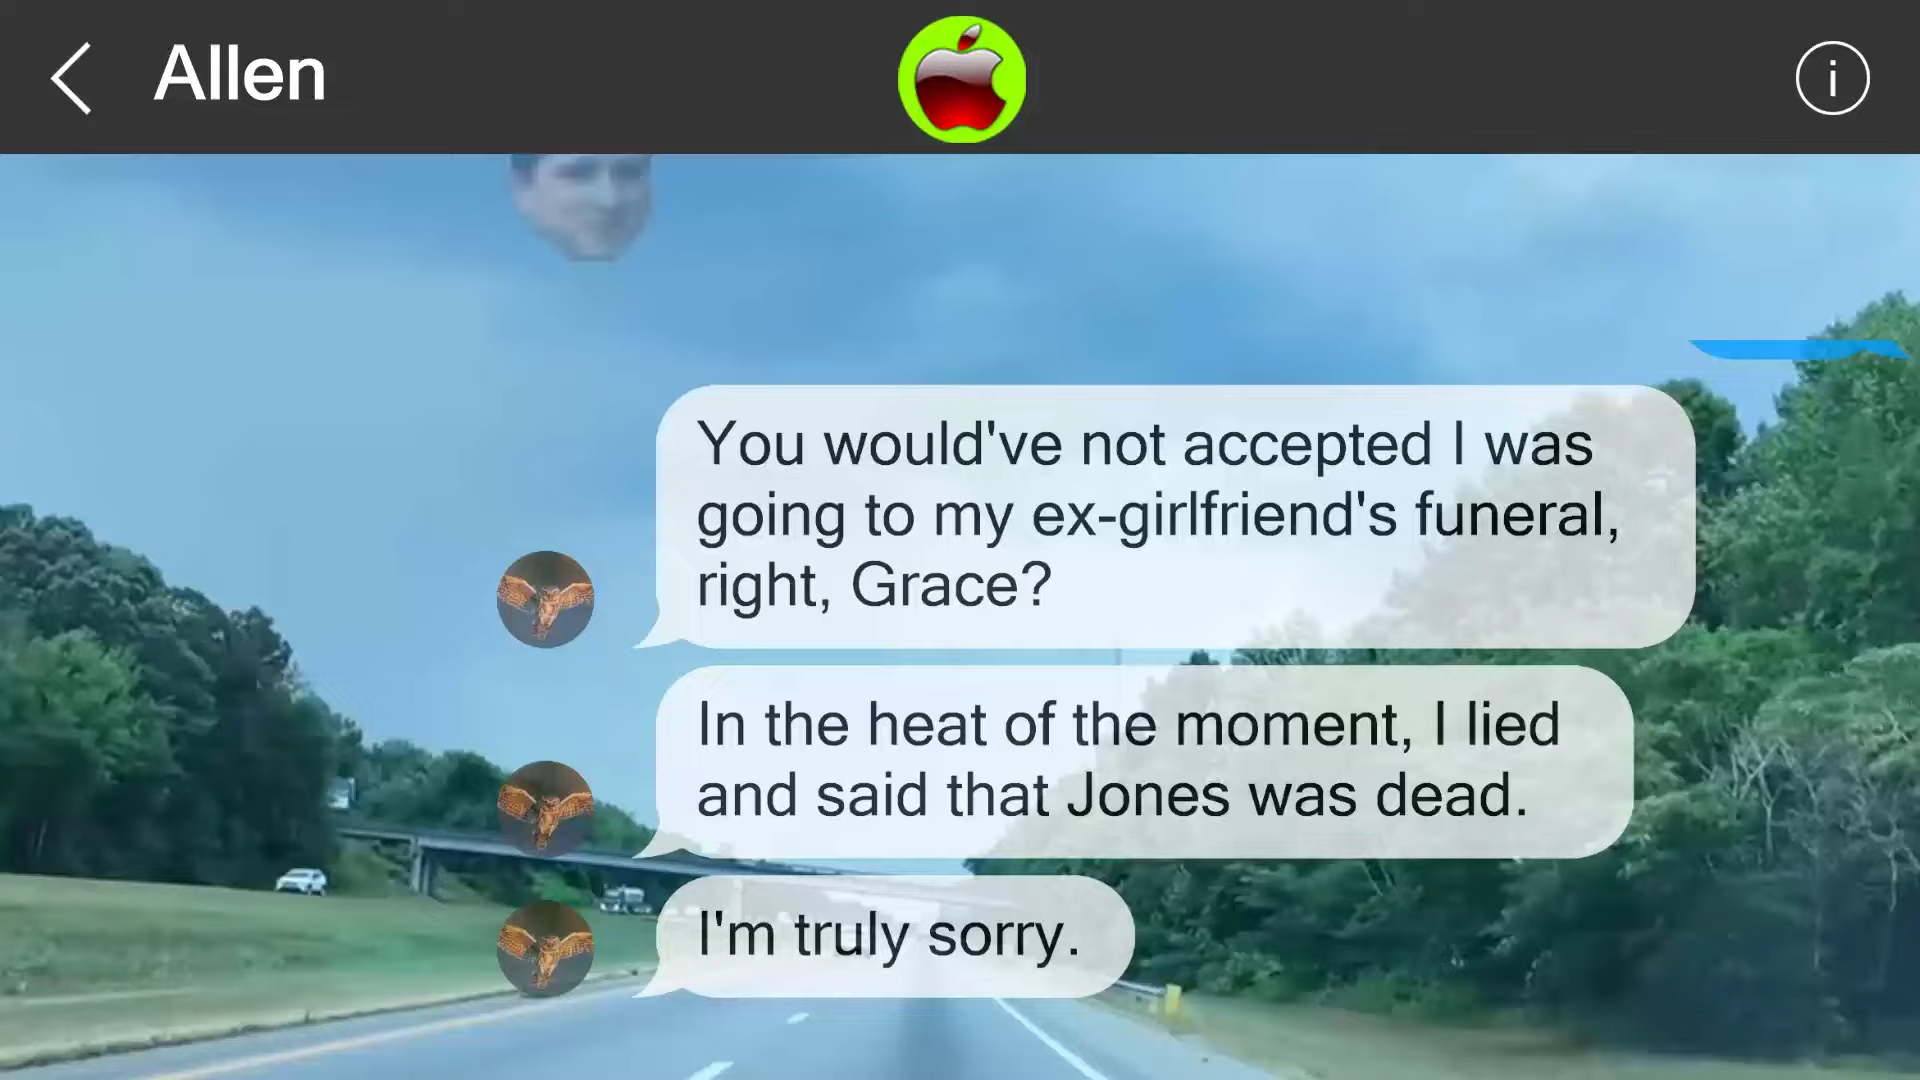 Allen
i
You would've not accepted I was
going to my ex-girlfriend's funeral,
right, Grace?
In the heat of the moment, I lied
and said that Jones was dead.
I'm truly sorry.